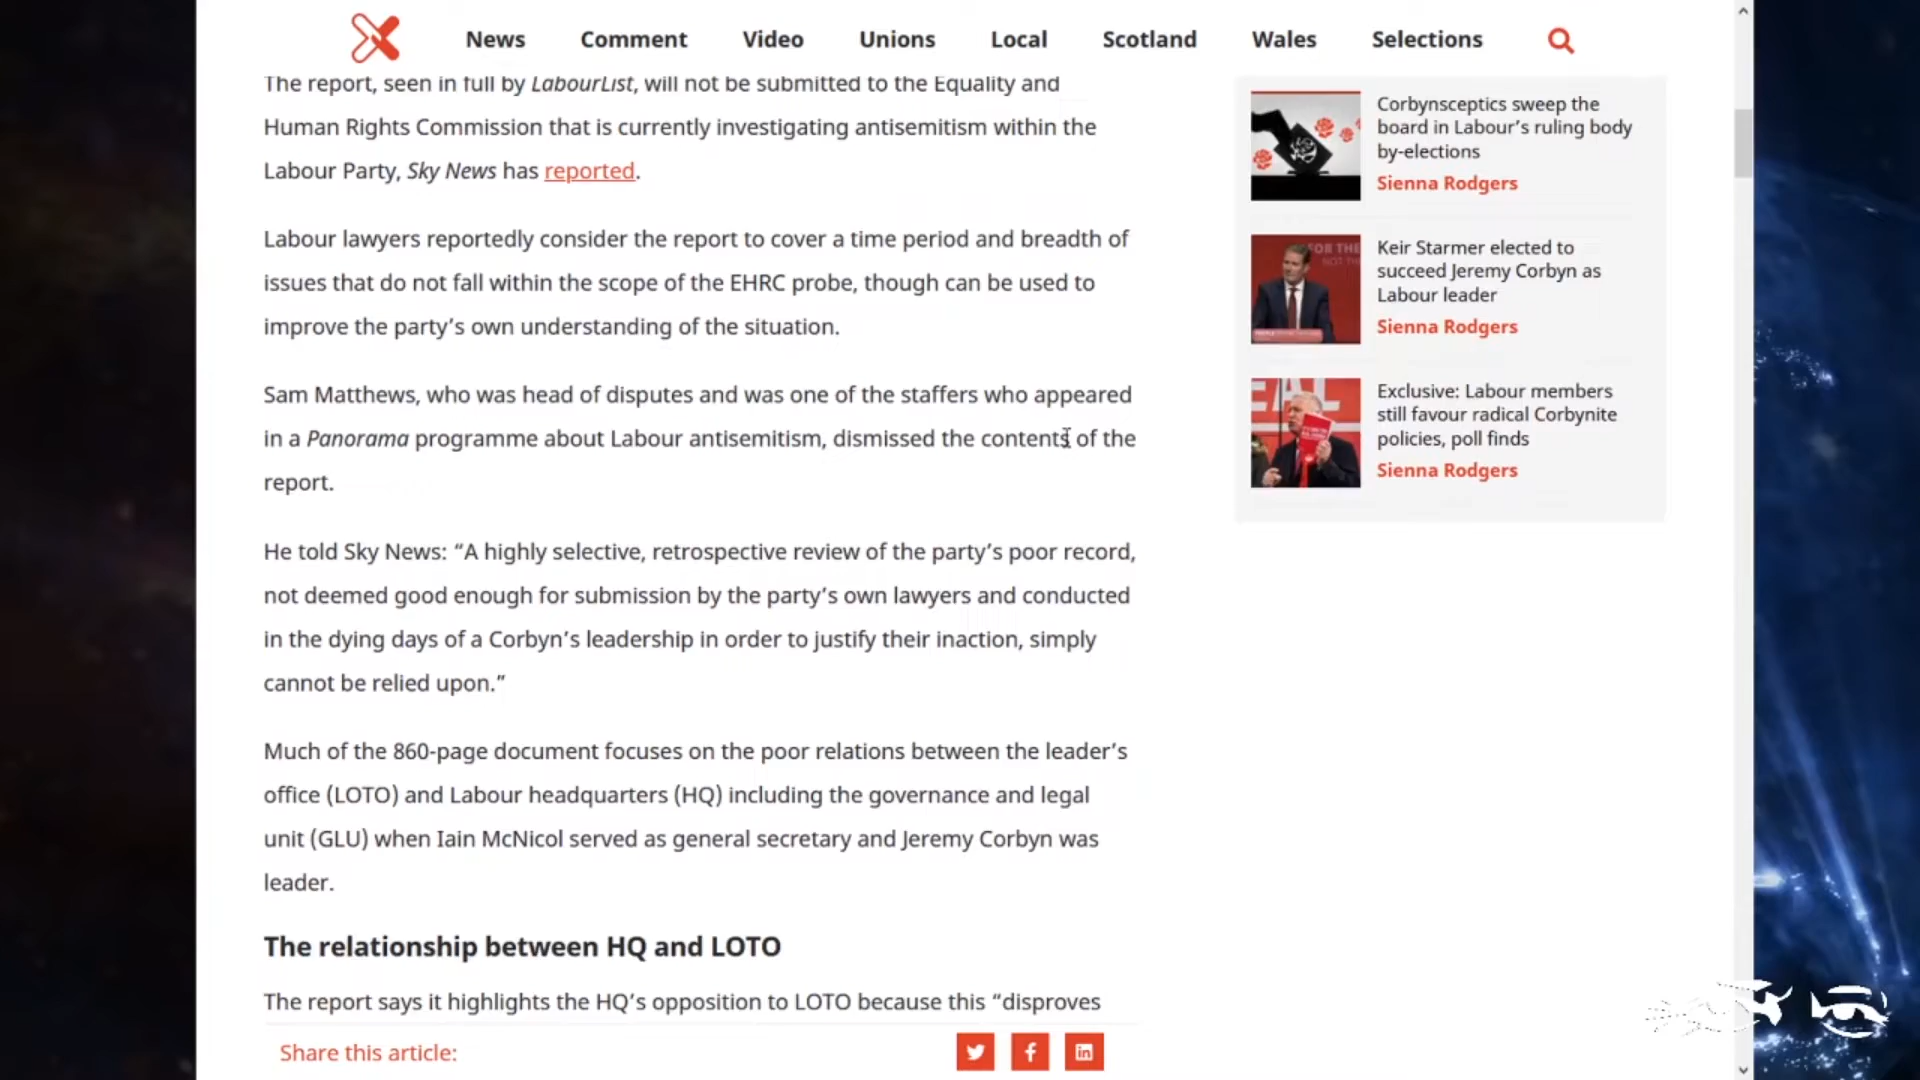 News Comment Video Unions Local Scotland Wales Selections
The report, seen in full by LabourList, will not be submitted to the Equality and
Human Rights Commission that is currently investigating antisemitism within the
Labour Party, Sky News has reported.
Labour lawyers reportedly consider the report to cover a time period and breadth of
issues that do not fall within the scope of the EHRC probe, though can be used to
improve the party’s own understanding of the situation.
Sam Matthews, who was head of disputes and was one of the staffers who appeared
in a Panorama programme about Labour antisemitism, dismissed the contents of the
report.
He told Sky News: “A highly selective, retrospective review of the party’s poor record,
not deemed good enough for submission by the party’s own lawyers and conducted
in the dying days of a Corbyn’s leadership in order to justify their inaction, simply
cannot be relied upon.”
Much of the 860-page document focuses on the poor relations between the leader’s
office (LOTO) and Labour headquarters (HQ) including the governance and legal
unit (GLU) when Iain McNicol served as general secretary and Jeremy Corbyn was
leader.
The relationship between HQ and LOTO
The report says it highlights the HQ’s opposition to LOTO because this “disproves
Share this article:
Corbynsceptics sweep the
board in Labour’s ruling body
by-elections
Sienna Rodgers
FOR THE
Keir Starmer elected to
succeed Jeremy Corbyn as
Labour leader
Sienna Rodgers
Exclusive: Labour members
still favour radical Corbynite
policies, poll finds
Sienna Rodgers